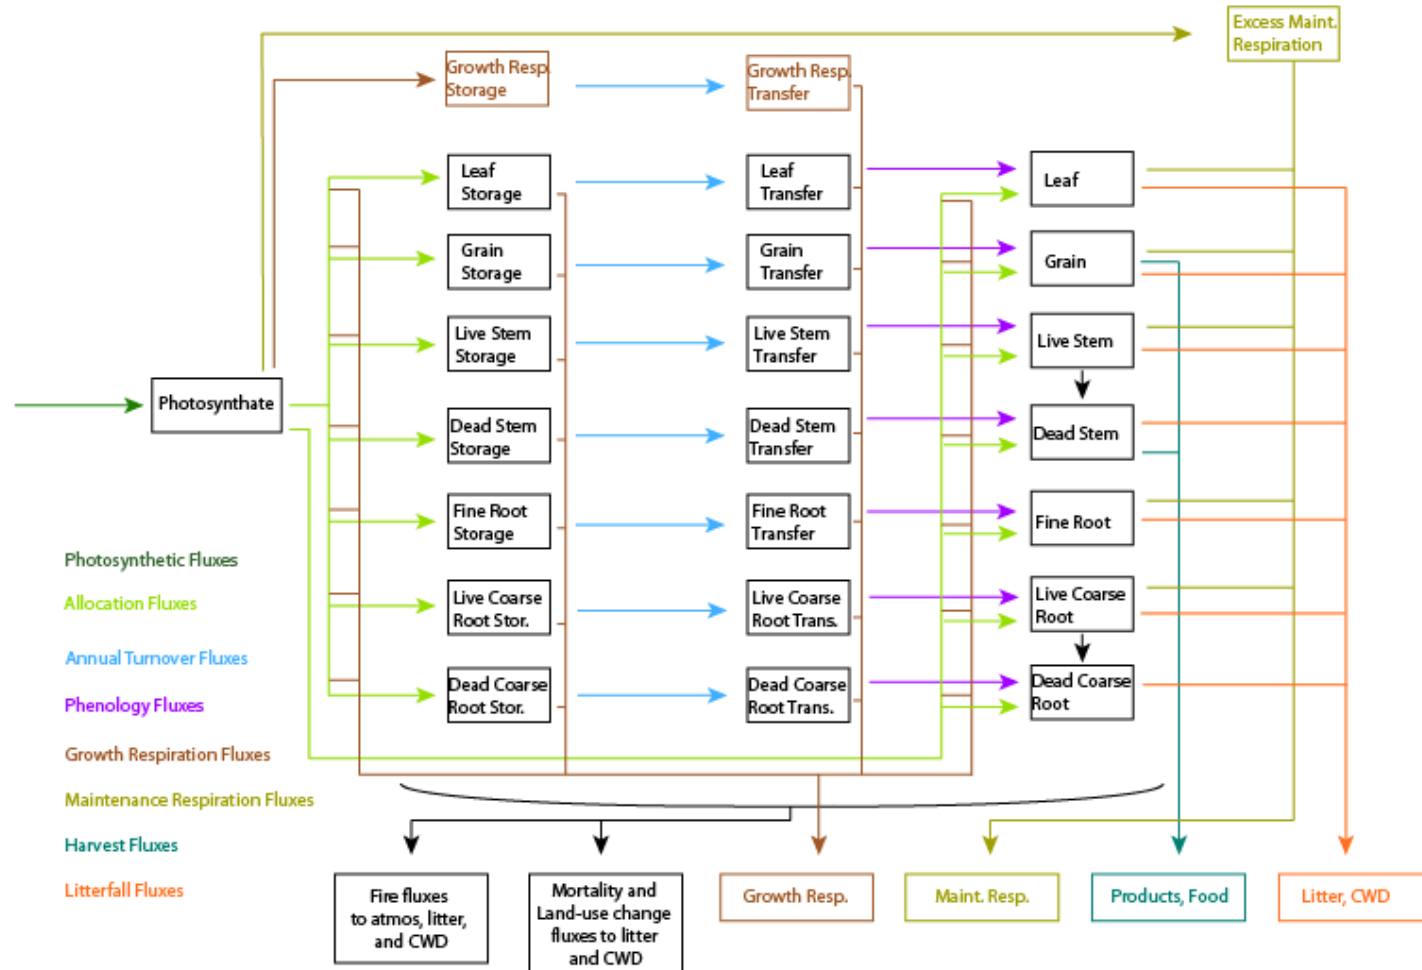 Excess Maint.
Respiration
Growth Resp.
Storage
Growth Resp.
Transfer
Leaf
Storage
Leaf
Transfer
Leaf
Grain
Storage
Grain
Transfer
Grain
Live Stem
Storage
Live Stem
Transfer
Live Stem
Photosynthate
Dead Stem
Storage
Dead Stem
Transfer
Dead Stem
Fine Root
Storage
Fine Root
Transfer
Fine Root
Live Coarse
Root Stor.
Live Coarse
Root Trans.
Live Coarse
Root
Dead Coarse
Root Stor.
Dead Coarse
Root Trans.
Dead Coarse
Root
Photosynthetic Fluxes
Allocation Fluxes
Annual Turnover Fluxes
Phenology Fluxes
Growth Respiration Fluxes
Maintenance Respiration Fluxes
Harvest Fluxes
Litterfall Fluxes
Fire fluxes
to atmos, litter,
and CWD
Mortality and
Land-use change
fluxes to litter
and CWD
Growth Resp.
Maint. Resp.
Products, Food
Litter, CWD